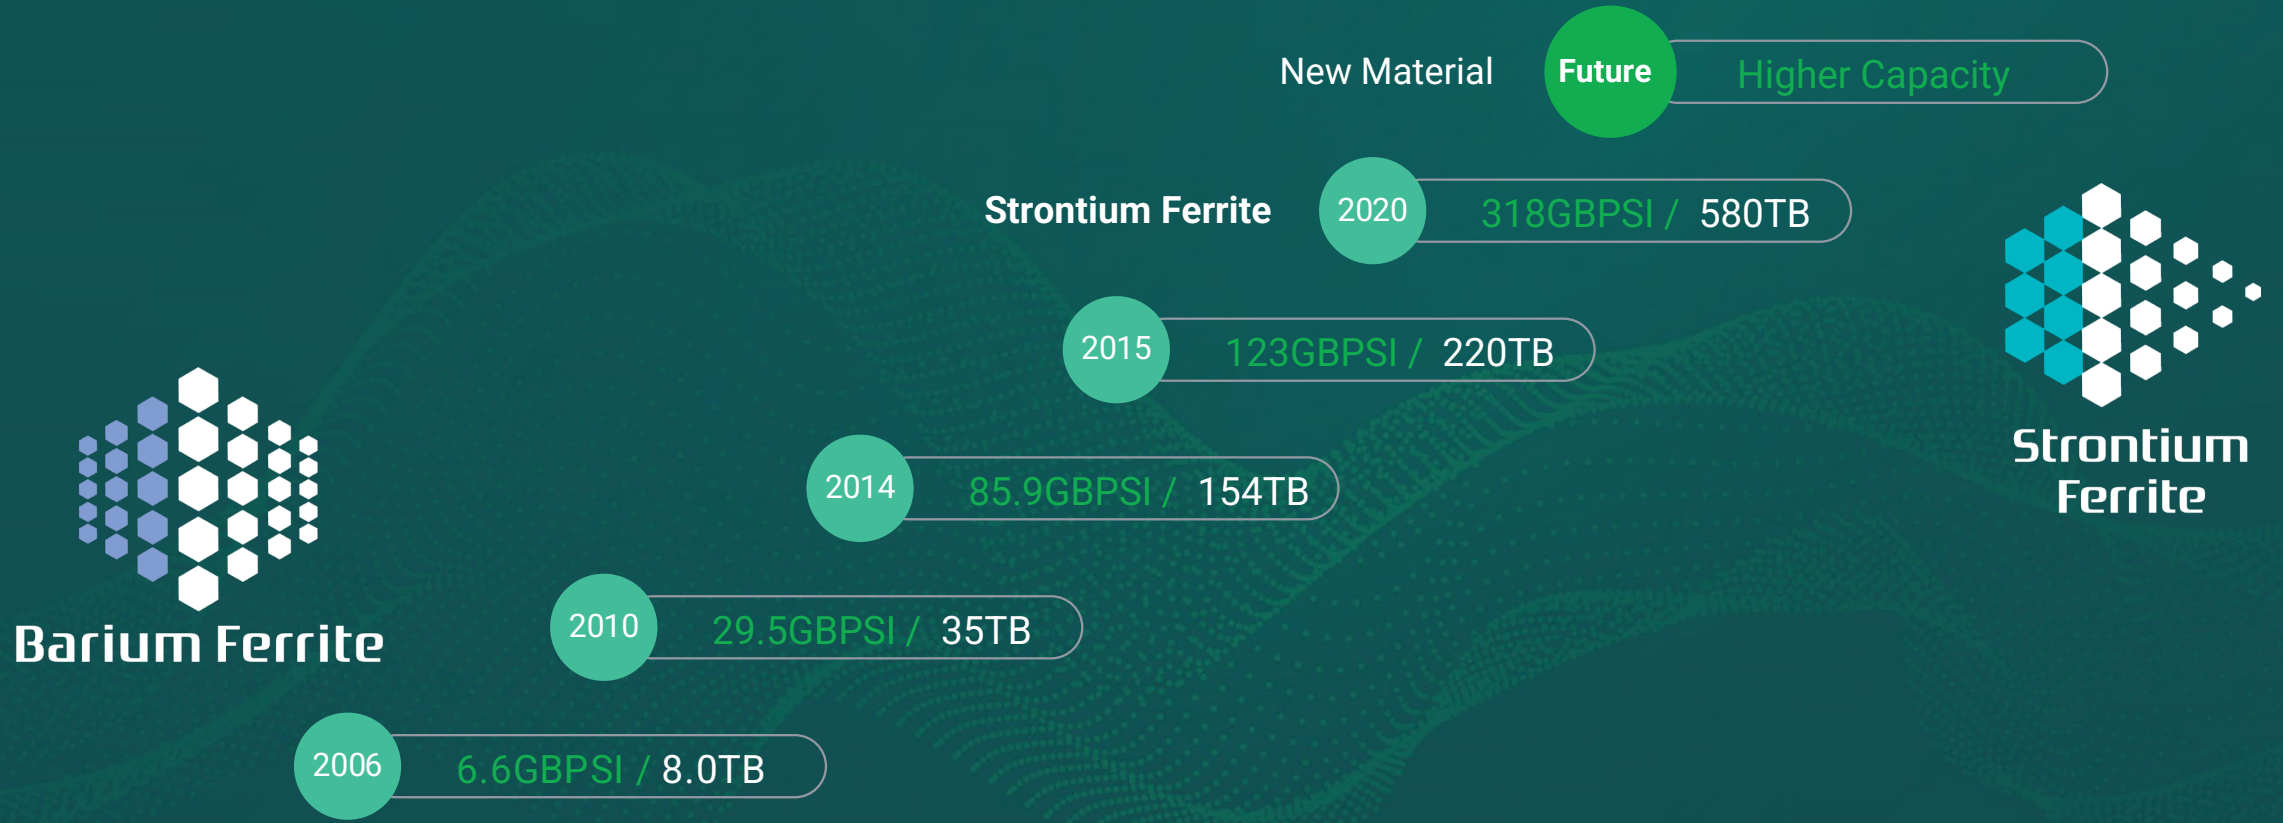 New Material Future Higher Capacity
Strontium Ferrite 2020 318GBPSI / 580TB
2015 123GBPSI / 220TB
2014 85.9GBPSI / 154TB
2010 29.5GBPSI / 35TB
2006 6.6GBPSI / 8.0TB
Barium Ferrite
Strontium
Ferrite